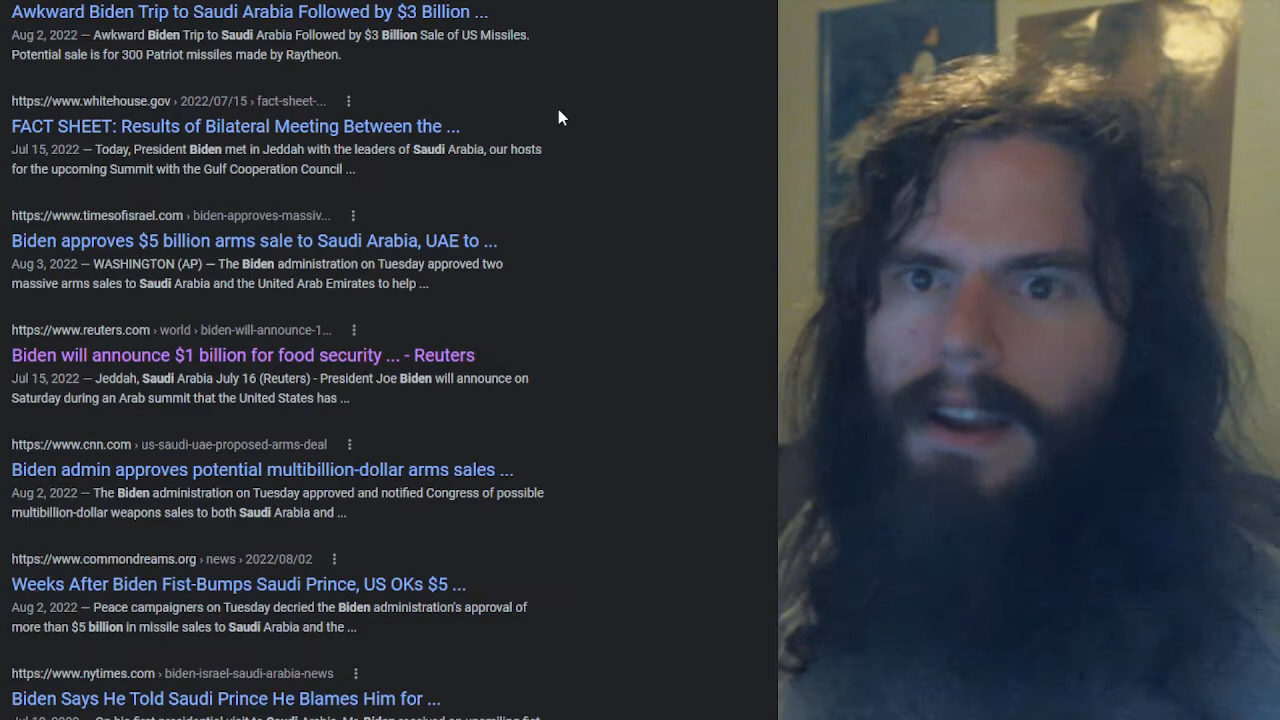 Awkward Biden Trip to Saudi Arabia Followed by $3 Billion ...
Aug 2, 2022 — Awkward Biden Trip to Saudi Arabia Followed by $3 Billion Sale of US Missiles.
Potential sale is for 300 Patriot missiles made by Raytheon.
https://www.whitehouse.gov › 2022/07/15 › fact-sheet-...
FACT SHEET: Results of Bilateral Meeting Between the ...
Jul 15, 2022 — Today, President Biden met in Jeddah with the leaders of Saudi Arabia, our hosts
for the upcoming Summit with the Gulf Cooperation Council ...
https://www.timesofisrael.com › biden-approves-massiv...
Biden approves $5 billion arms sale to Saudi Arabia, UAE to ...
Aug 3, 2022 — WASHINGTON (AP) — The Biden administration on Tuesday approved two
massive arms sales to Saudi Arabia and the United Arab Emirates to help ...
https://www.reuters.com › world › biden-will-announce-1...
Biden will announce $1 billion for food security ... - Reuters
Jul 15, 2022 — Jeddah, Saudi Arabia July 16 (Reuters) - President Joe Biden will announce on
Saturday during an Arab summit that the United States has ...
https://www.cnn.com › us-saudi-uae-proposed-arms-deal
Biden admin approves potential multibillion-dollar arms sales ...
Aug 2, 2022 — The Biden administration on Tuesday approved and notified Congress of possible
multibillion-dollar weapons sales to both Saudi Arabia and ...
https://www.commondreams.org › news › 2022/08/02
Weeks After Biden Fist-Bumps Saudi Prince, US OKs $5 ...
Aug 2, 2022 — Peace campaigners on Tuesday decried the Biden administration's approval of
more than $5 billion in missile sales to Saudi Arabia and the ...
https://www.nytimes.com › biden-israel-saudi-arabia-news
Biden Says He Told Saudi Prince He Blames Him for ...